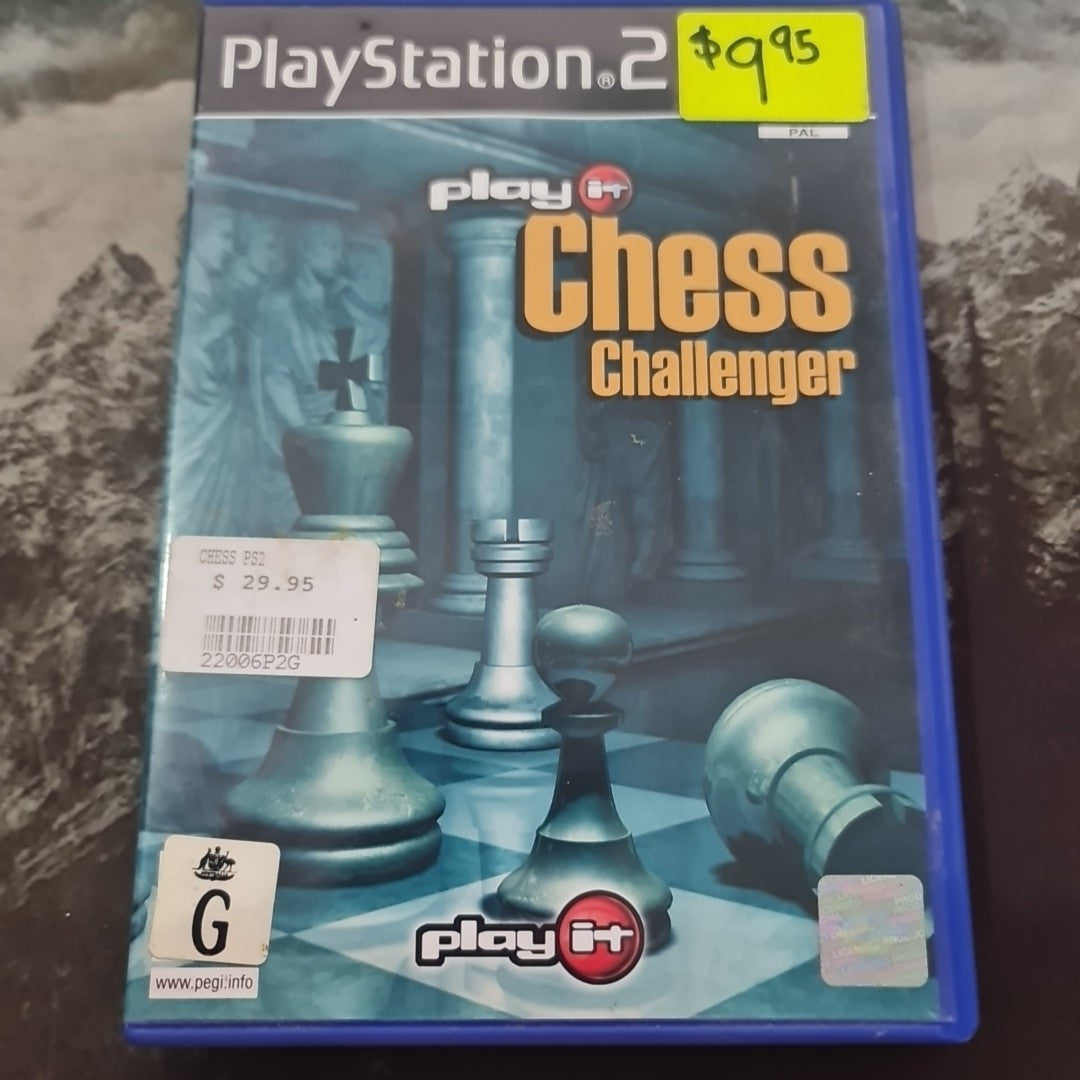 PlayStation®2
$9.95
PAL
play it
Chess
Challenger
CHESS PS2
$ 29.95
22006P2G
G
www.pegi.info
play it